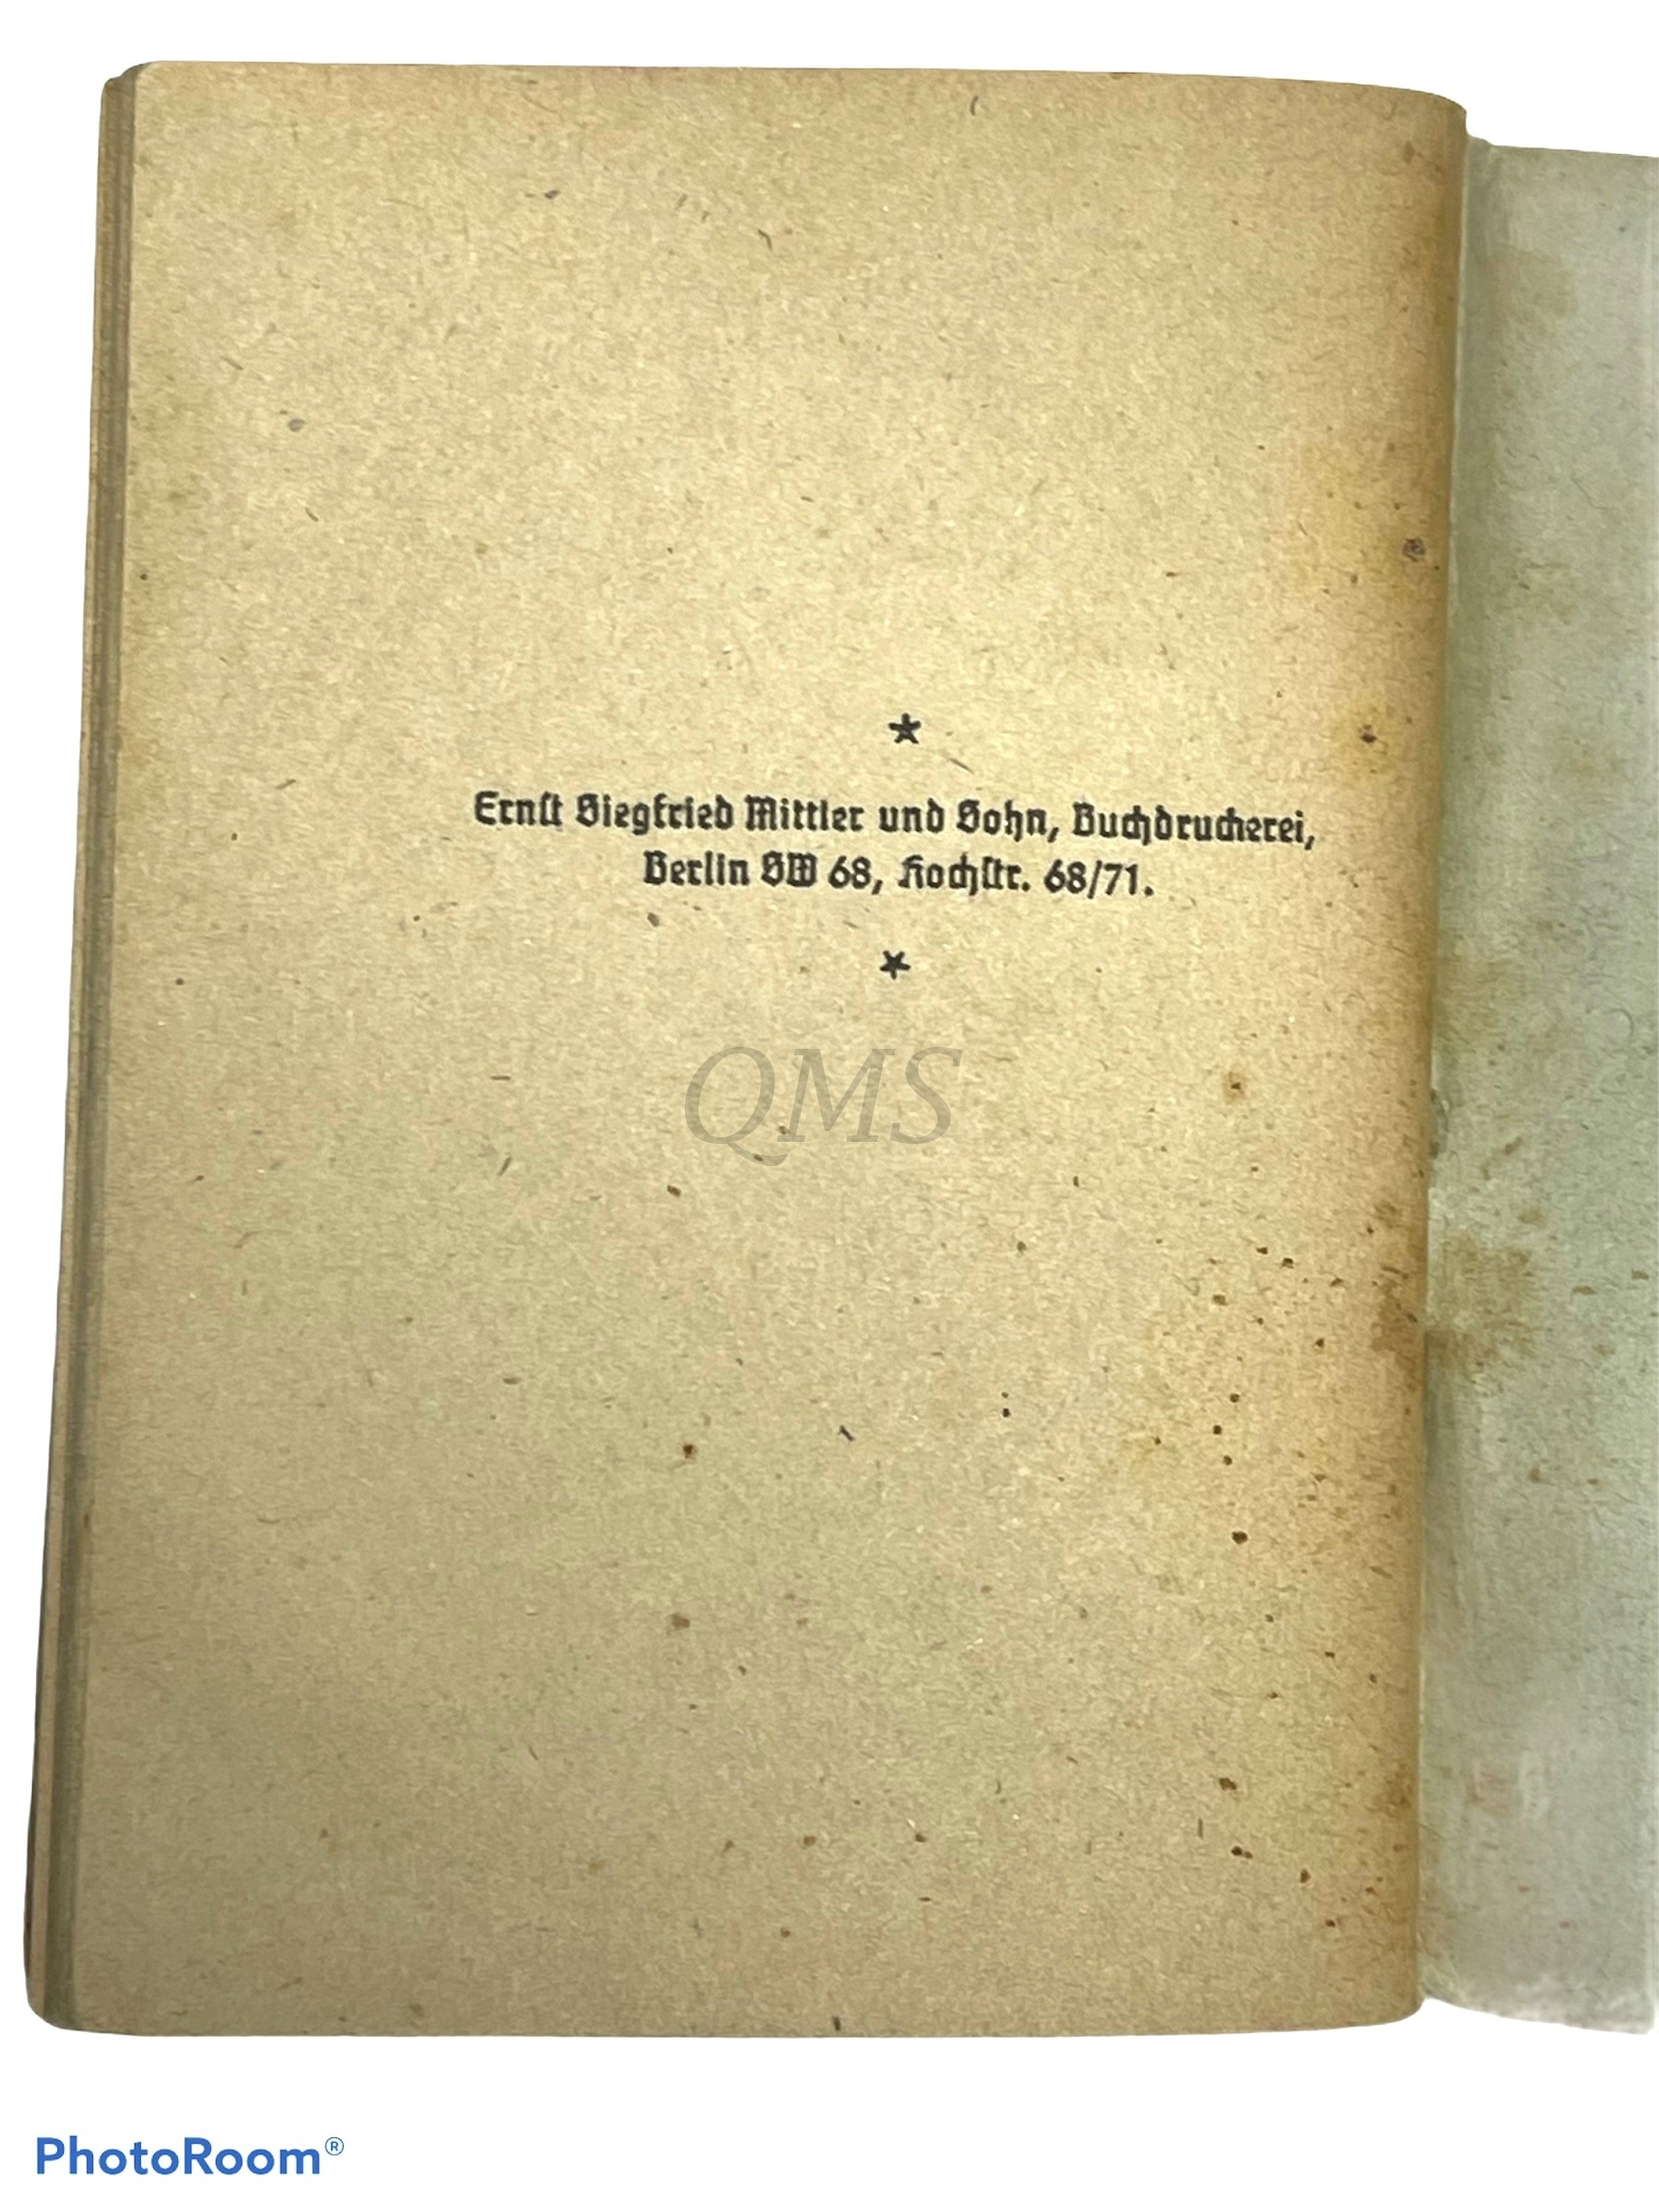 *
Ernst Siegfried Mittler und Sohn, Buchdruckerei,
Berlin SW 68, Kochstr. 68/71.
*
QMS
PhotoRoom®